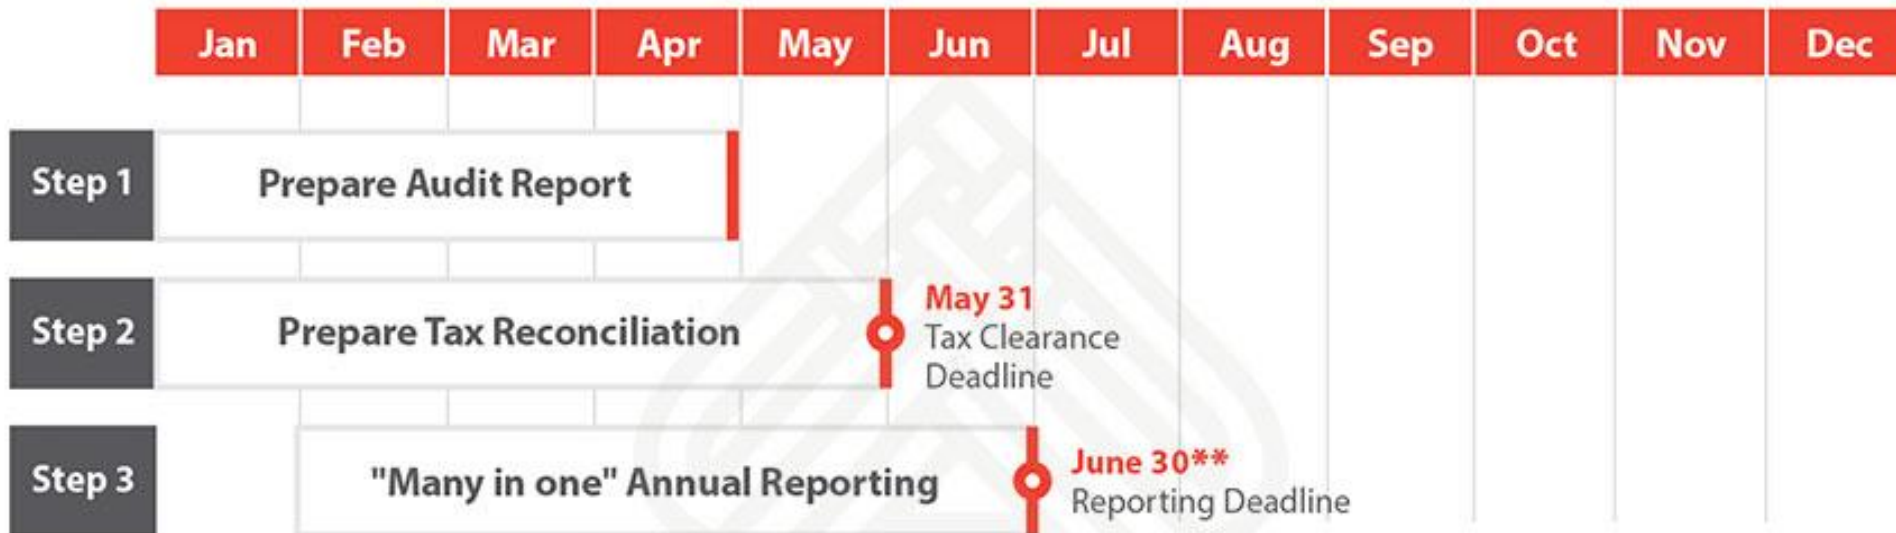 Jan Feb Mar Apr May Jun Jul Aug Sep Oct Nov Dec
Step 1
Prepare Audit Report
Step 2
Prepare Tax Reconciliation
May 31
Tax Clearance
Deadline
Step 3
"Many in one" Annual Reporting
June 30**
Reporting Deadline